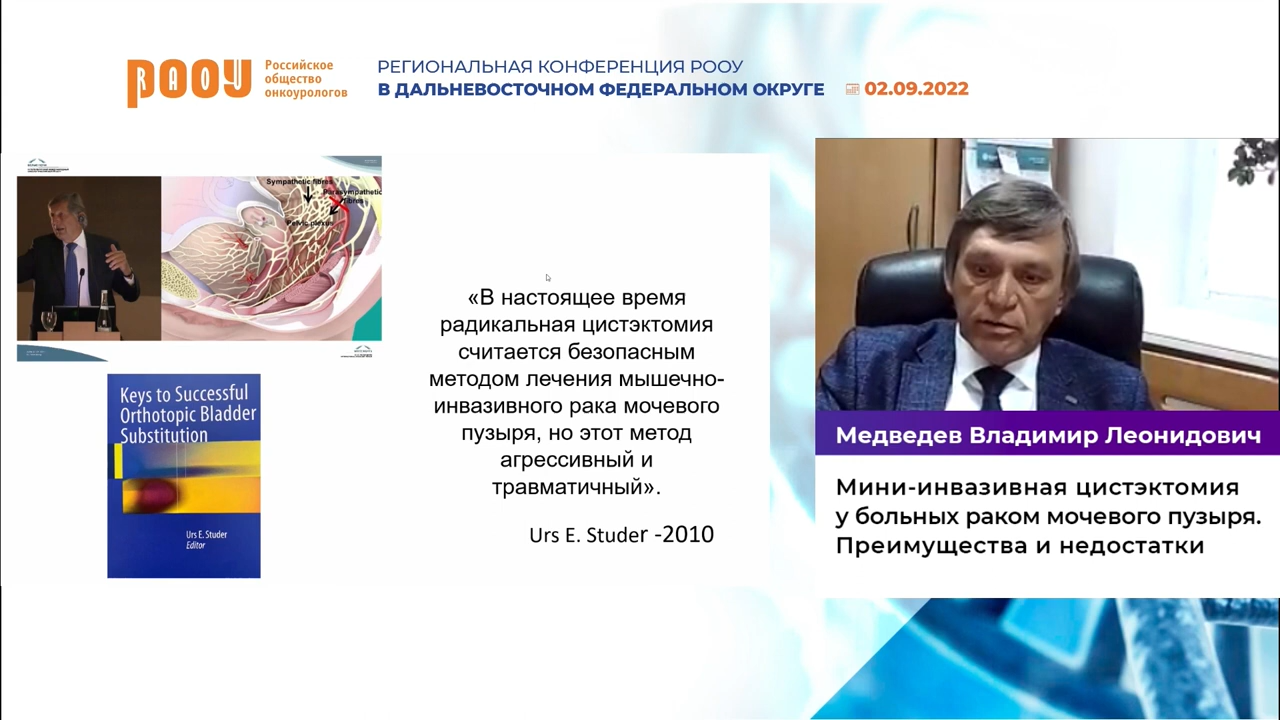 РООУ
RAOU
Российское
общество
онкоурологов
РЕГИОНАЛЬНАЯ КОНФЕРЕНЦИЯ РООУ
В ДАЛЬНЕВОСТОЧНОМ ФЕДЕРАЛЬНОМ ОКРУГЕ
02.09.2022
Sympathetic fibres
Parasympathetic
fibres
Pelvic plexus
Keys to Successful
Orthotopic Bladder
Substitution
Urs E. Studer
Editor
«В настоящее время
радикальная цистэктомия
считается безопасным
методом лечения мышечно-
инвазивного рака мочевого
пузыря, но этот метод
агрессивный и
травматичный».
Urs E. Studer -2010
Медведев Владимир Леонидович
Мини-инвазивная цистэктомия
у больных раком мочевого пузыря.
Преимущества и недостатки